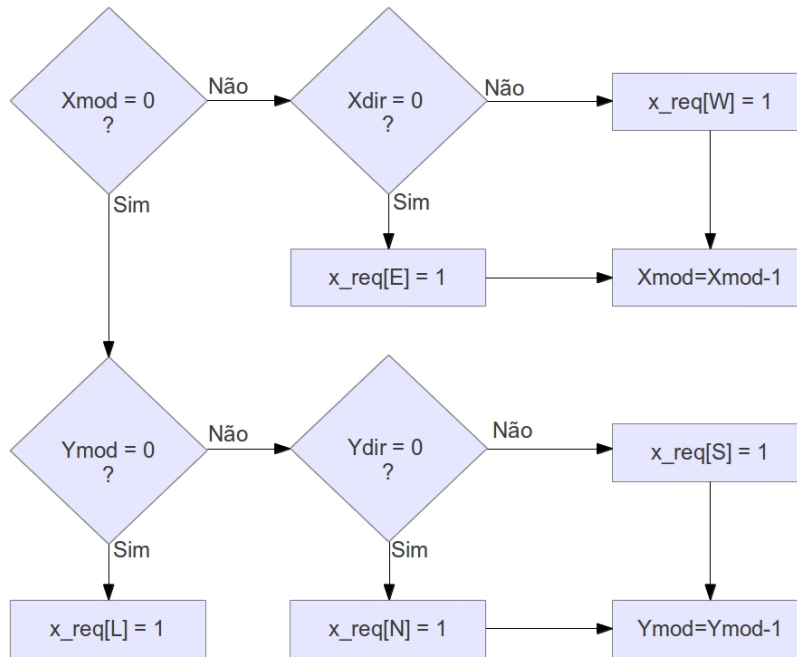 Xmod = 0
?
Não
Xdir = 0
?
Não
x_req[W] = 1
Sim
Sim
x_req[E] = 1
Xmod=Xmod-1
Ymod = 0
?
Não
Ydir = 0
?
Não
x_req[S] = 1
Sim
Sim
x_req[L] = 1
x_req[N] = 1
Ymod=Ymod-1